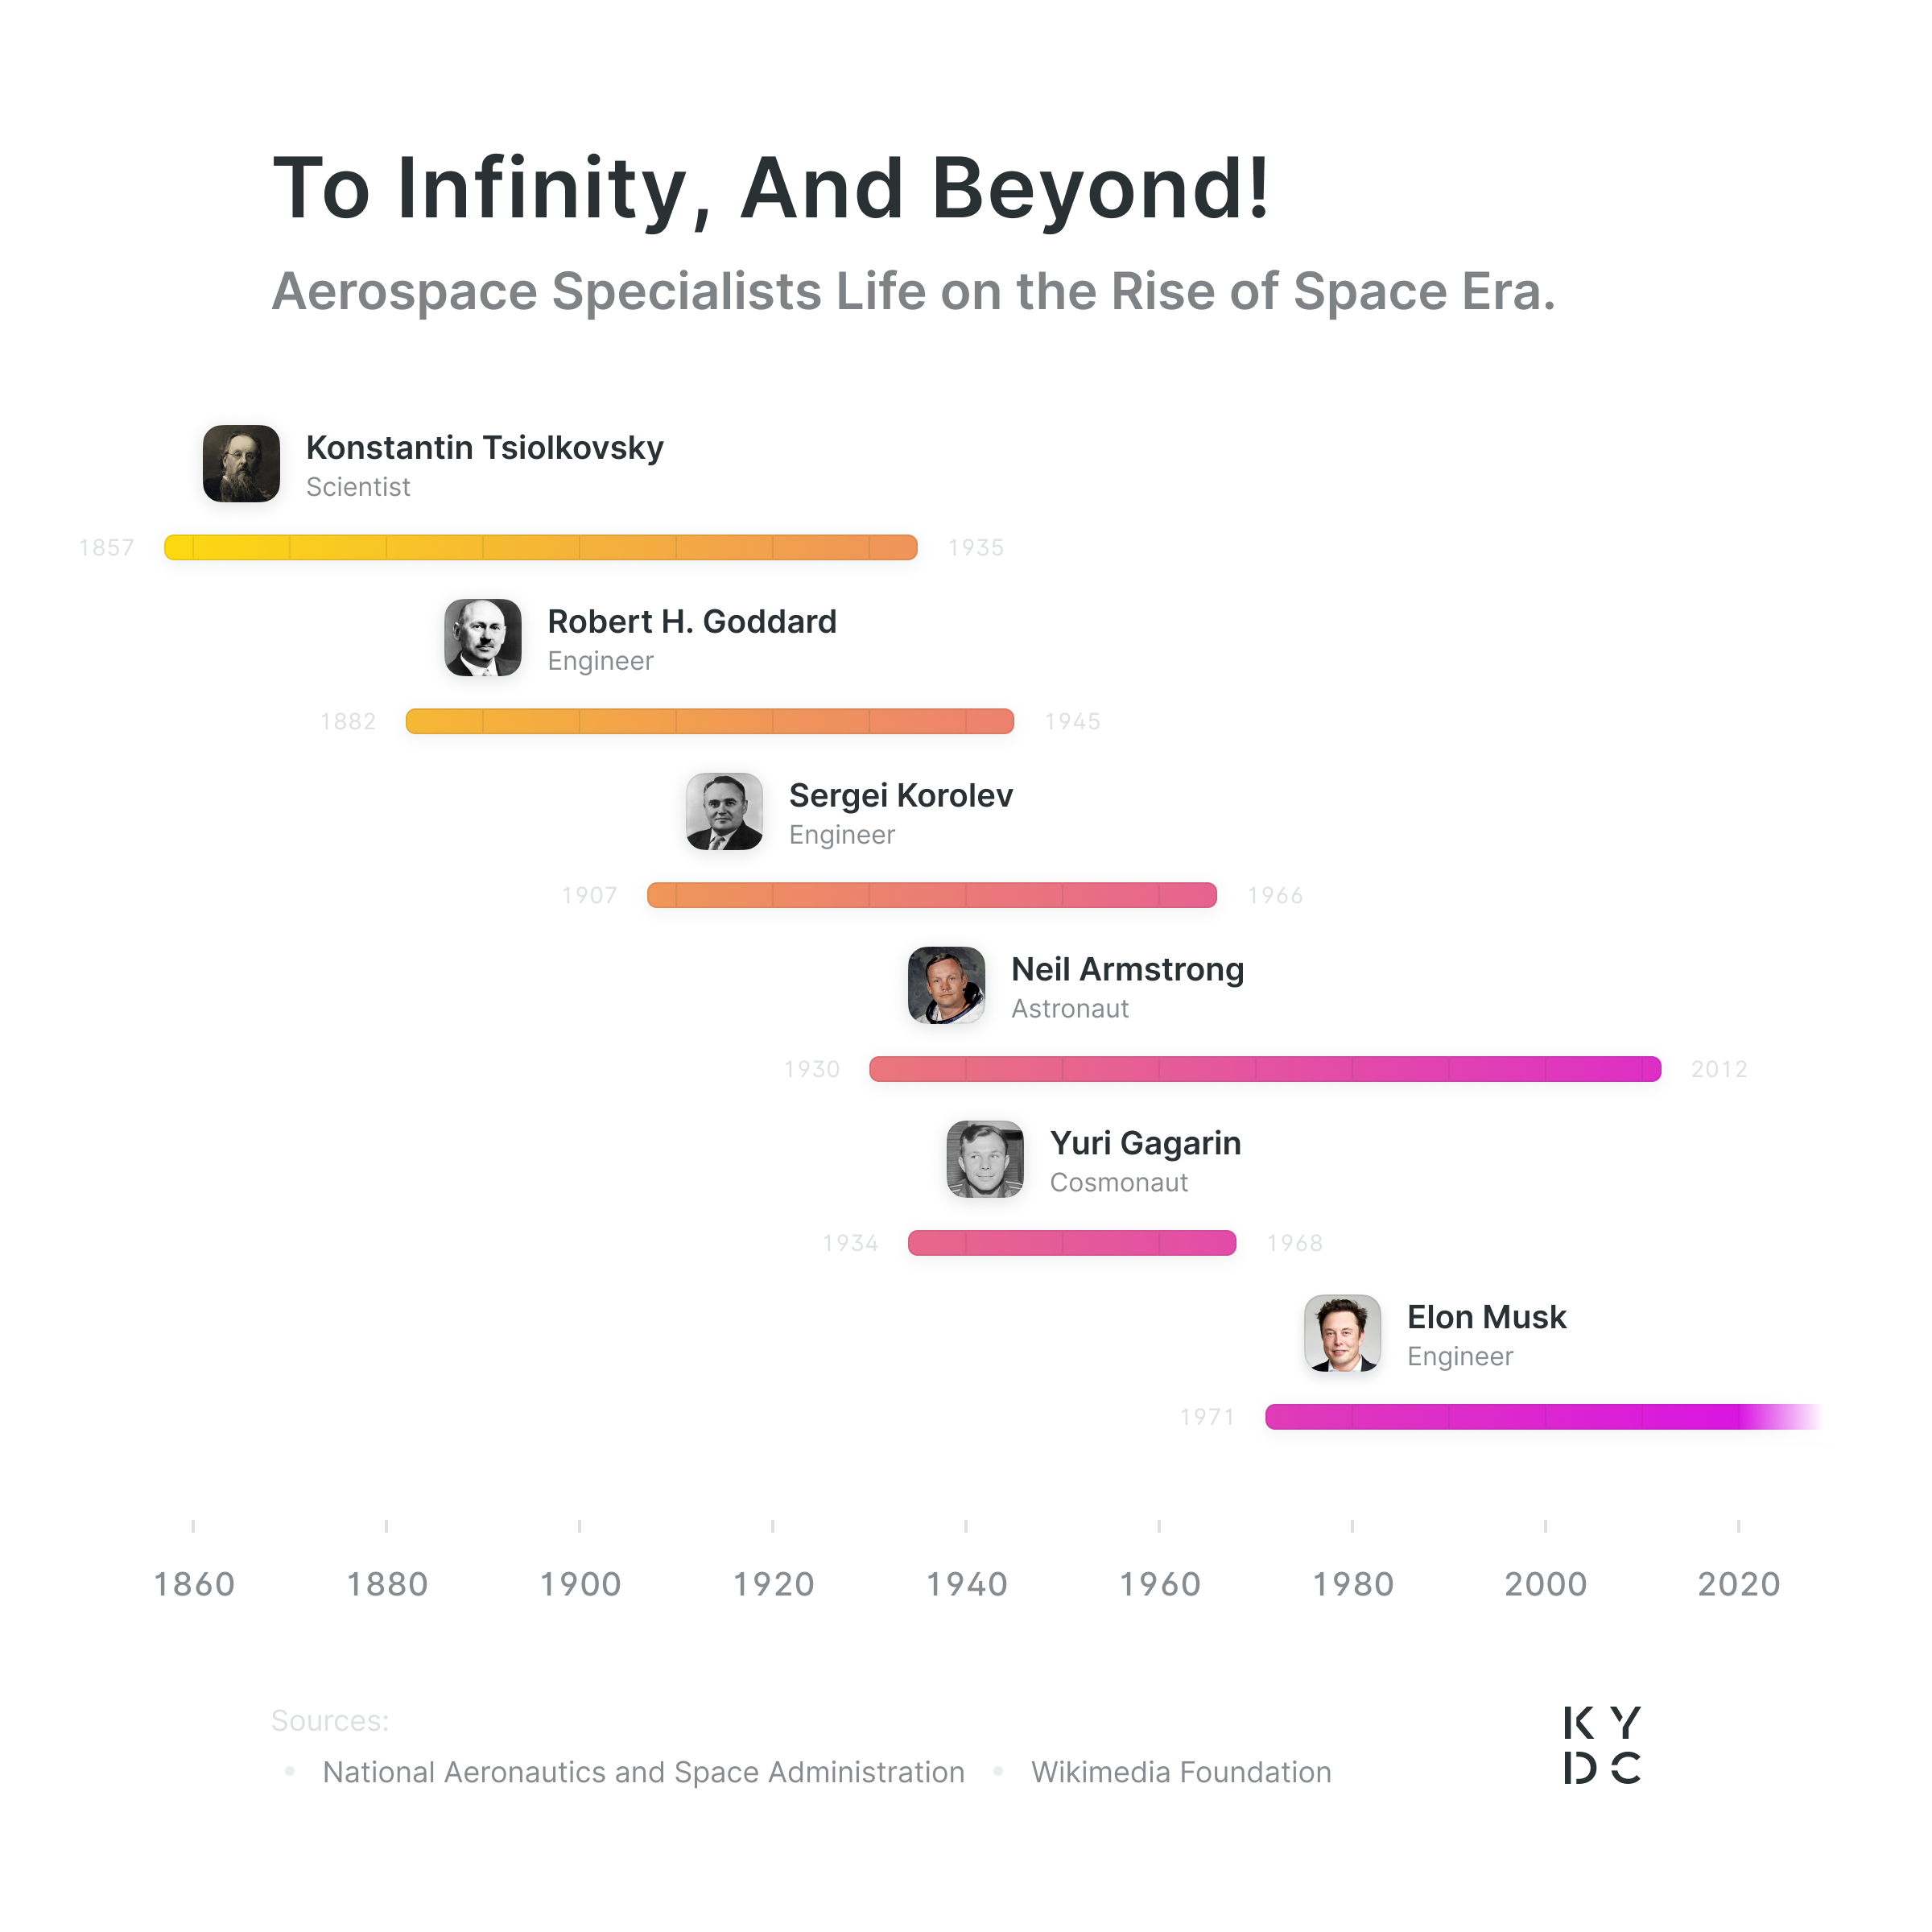 To Infinity, And Beyond!
Aerospace Specialists Life on the Rise of Space Era.
Konstantin Tsiolkovsky
Scientist
1857 1935
Robert H. Goddard
Engineer
1882 1945
Sergei Korolev
Engineer
1907 1966
Neil Armstrong
Astronaut
1930 2012
Yuri Gagarin
Cosmonaut
1934 1968
Elon Musk
Engineer
1971
1860 1880 1900 1920 1940 1960 1980 2000 2020
Sources:
• National Aeronautics and Space Administration • Wikimedia Foundation
K Y
D C